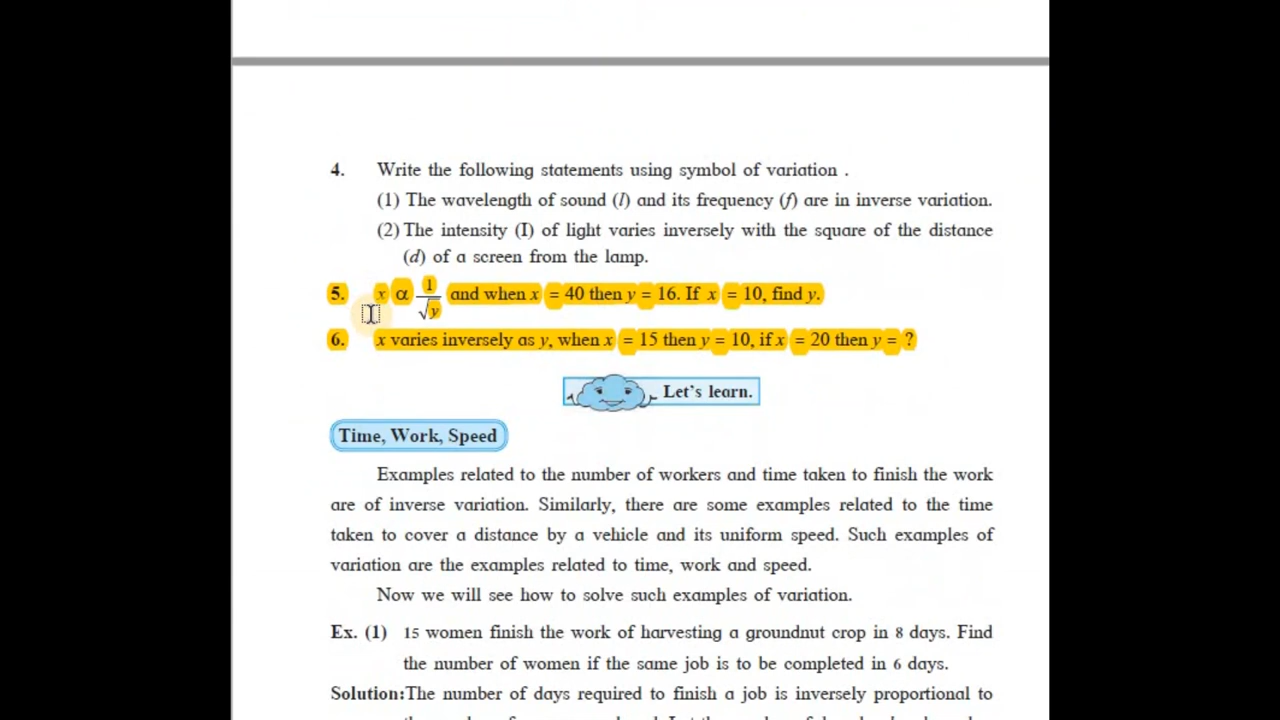 4. Write the following statements using symbol of variation .
(1) The wavelength of sound (l) and its frequency (f) are in inverse variation.
(2) The intensity (I) of light varies inversely with the square of the distance
(d) of a screen from the lamp.
5. x α 1/√y and when x = 40 then y = 16. If x = 10, find y.
6. x varies inversely as y, when x = 15 then y = 10, if x = 20 then y = ?
Let's learn.
Time, Work, Speed
Examples related to the number of workers and time taken to finish the work
are of inverse variation. Similarly, there are some examples related to the time
taken to cover a distance by a vehicle and its uniform speed. Such examples of
variation are the examples related to time, work and speed.
Now we will see how to solve such examples of variation.
Ex. (1) 15 women finish the work of harvesting a groundnut crop in 8 days. Find
the number of women if the same job is to be completed in 6 days.
Solution:The number of days required to finish a job is inversely proportional to